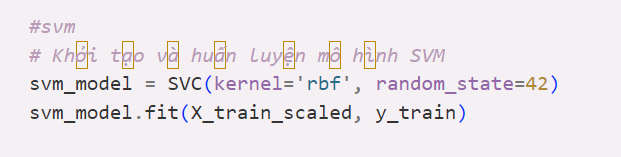 #svm
# Khởi tạo và huấn luyện mô hình SVM
svm_model = SVC(kernel='rbf', random_state=42)
svm_model.fit(X_train_scaled, y_train)